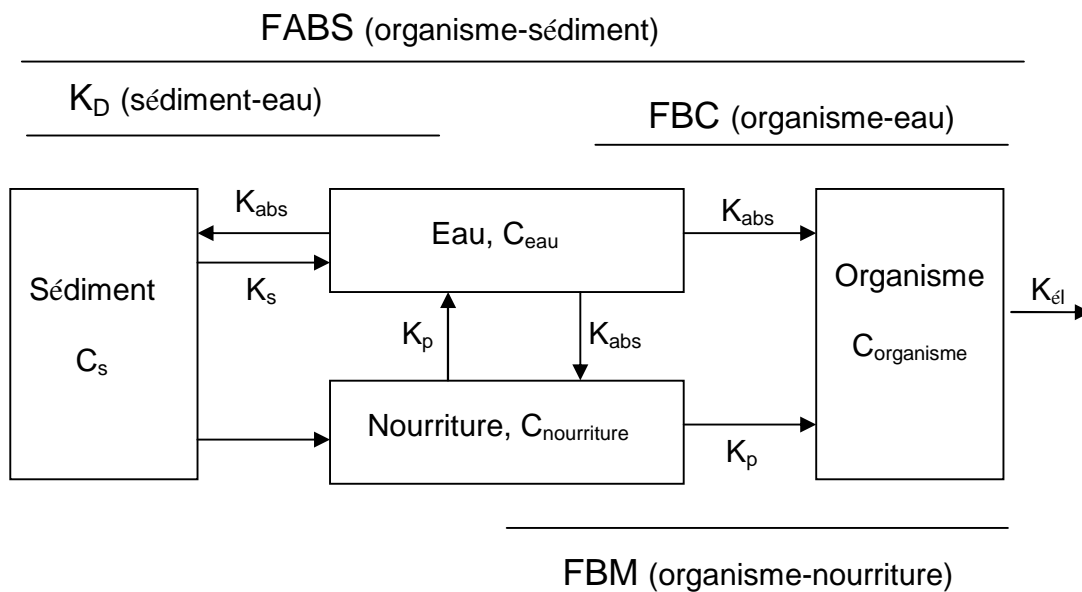 FABS (organisme-sédiment)
K_D (sédiment-eau)
FBC (organisme-eau)
K_abs
K_s
Sédiment
C_s
Eau, C_eau
K_p
K_abs
Nourriture, C_nourriture
K_abs
K_p
Organisme
C_organisme
K_él
FBM (organisme-nourriture)